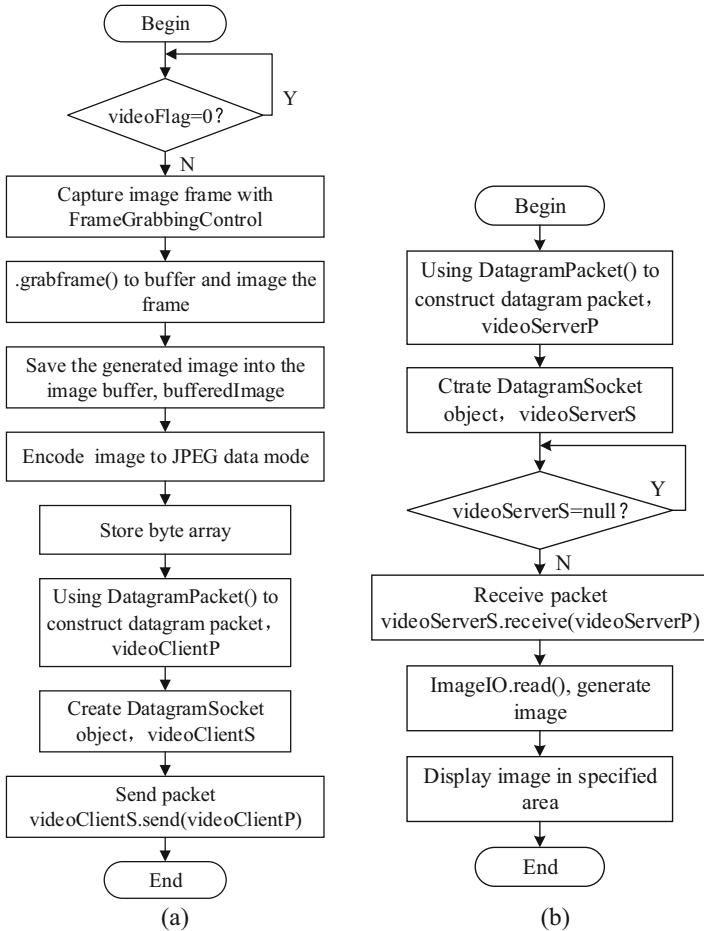 Begin
videoFlag=0?
Y
N
Capture image frame with
FrameGrabbingControl
.grabframe() to buffer and image the
frame
Save the generated image into the
image buffer, bufferedImage
Encode image to JPEG data mode
Store byte array
Using DatagramPacket() to
construct datagram packet,
videoClientP
Create DatagramSocket
object, videoClientS
Send packet
videoClientS.send(videoClientP)
End
(a)
Begin
Using DatagramPacket() to
construct datagram packet,
videoServerP
Ctrate DatagramSocket
object, videoServerS
videoServerS=null?
Y
N
Receive packet
videoServerS.receive(videoServerP)
ImageIO.read(), generate
image
Display image in specified
area
End
(b)